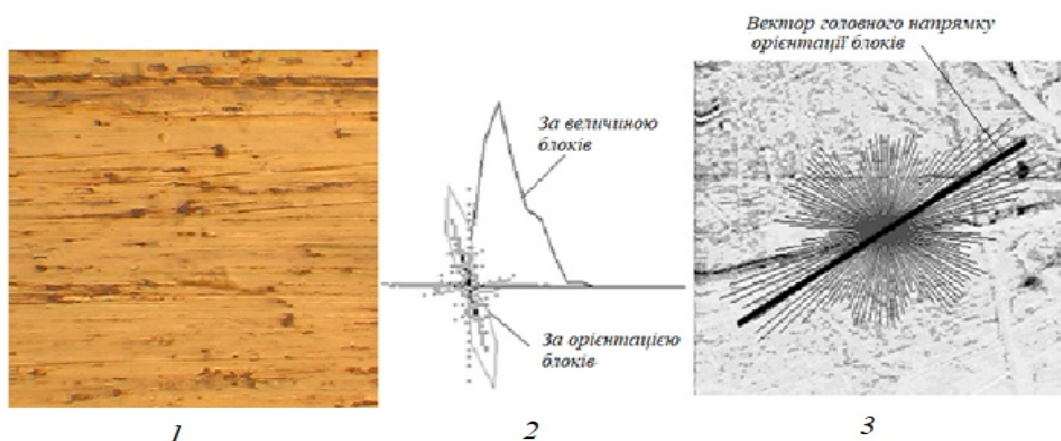 Вектор головного напрямку
орієнтації блоків
За величиною
блоків
За орієнтацією
блоків
1
2
3